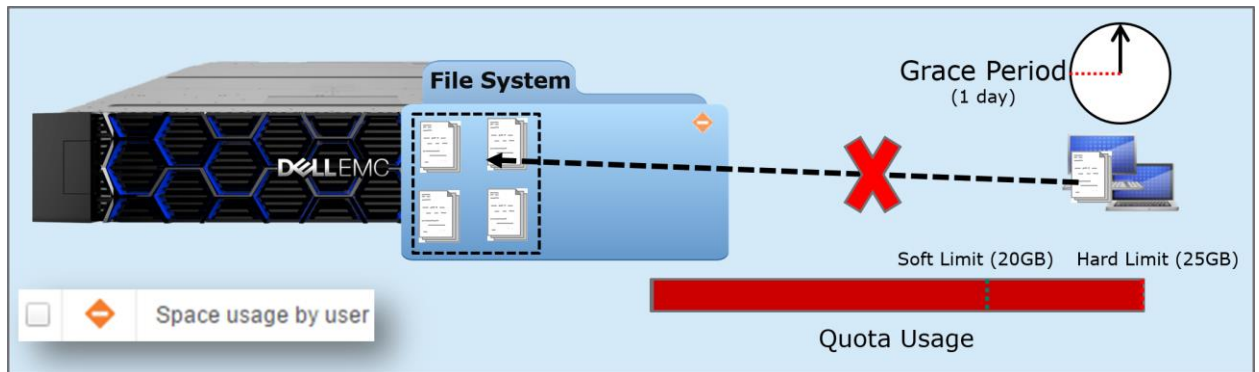 File System
DELLEMC
Grace Period
(1 day)
Soft Limit (20GB) Hard Limit (25GB)
Quota Usage
Space usage by user